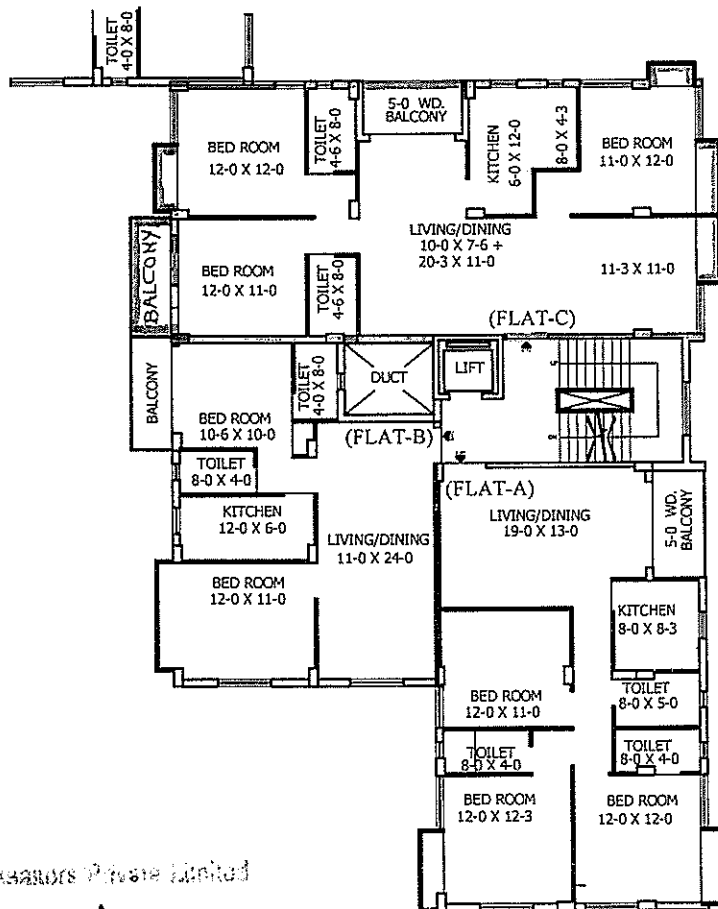 TOILET
4-0 X 8-0
BED ROOM
12-0 X 12-0
TOILET
4-6 X 8-0
5-0 WD.
BALCONY
KITCHEN
6-0 X 12-0
8-0 X 4-3
BED ROOM
11-0 X 12-0
BALCONY
BED ROOM
12-0 X 11-0
TOILET
4-6 X 8-0
LIVING/DINING
10-0 X 7-6 +
20-3 X 11-0
11-3 X 11-0
(FLAT-C)
BALCONY
BED ROOM
10-6 X 10-0
TOILET
4-0 X 8-0
DUCT
LIFT
(FLAT-B)
TOILET
8-0 X 4-0
KITCHEN
12-0 X 6-0
LIVING/DINING
11-0 X 24-0
BED ROOM
12-0 X 11-0
(FLAT-A)
LIVING/DINING
19-0 X 13-0
5-0 WD.
BALCONY
KITCHEN
8-0 X 8-3
BED ROOM
12-0 X 11-0
TOILET
8-0 X 5-0
TOILET
8-0 X 4-0
TOILET
8-0 X 4-0
BED ROOM
12-0 X 12-3
BED ROOM
12-0 X 12-0
Private Limited